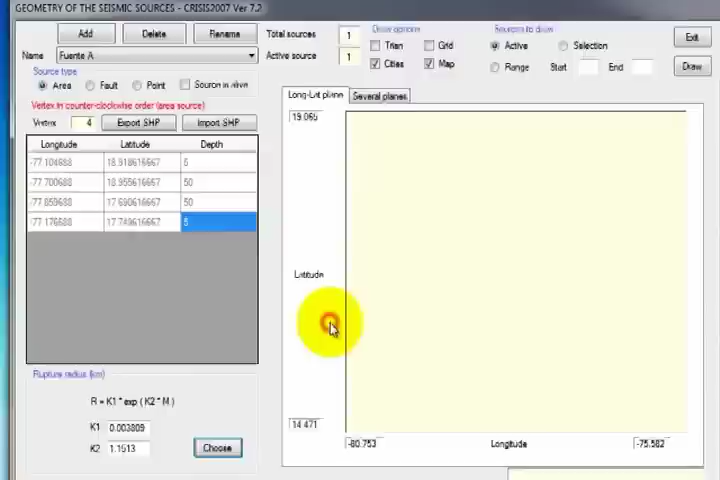 GEOMETRY OF THE SEISMIC SOURCES - CRISIS2007 Ver 7.2
Add Delete Rename
Total sources 1
Draw options
Sources to draw
Exit
Name Fuente A
Active source 1
Trian Grid
Active Selection
Source type
Cities Map
Range Start End
Draw
Area Fault Point Source in alive
Vertex in counter-clockwise order (area source)
Vertex 4 Export SHP Import SHP
Long-Lat plane Several planes
Longitude Latitude Depth
19.065
-77.104688 18.918616667 5
-77.700688 18.955616667 50
-77.859688 17.690616667 50
-77.176688 17.749616667 5
Latitude
Rupture radius (km)
R = K1 * exp ( K2 * M )
K1 0.003809
14.471
K2 1.1513 Choose
-80.753 Longitude -75.582